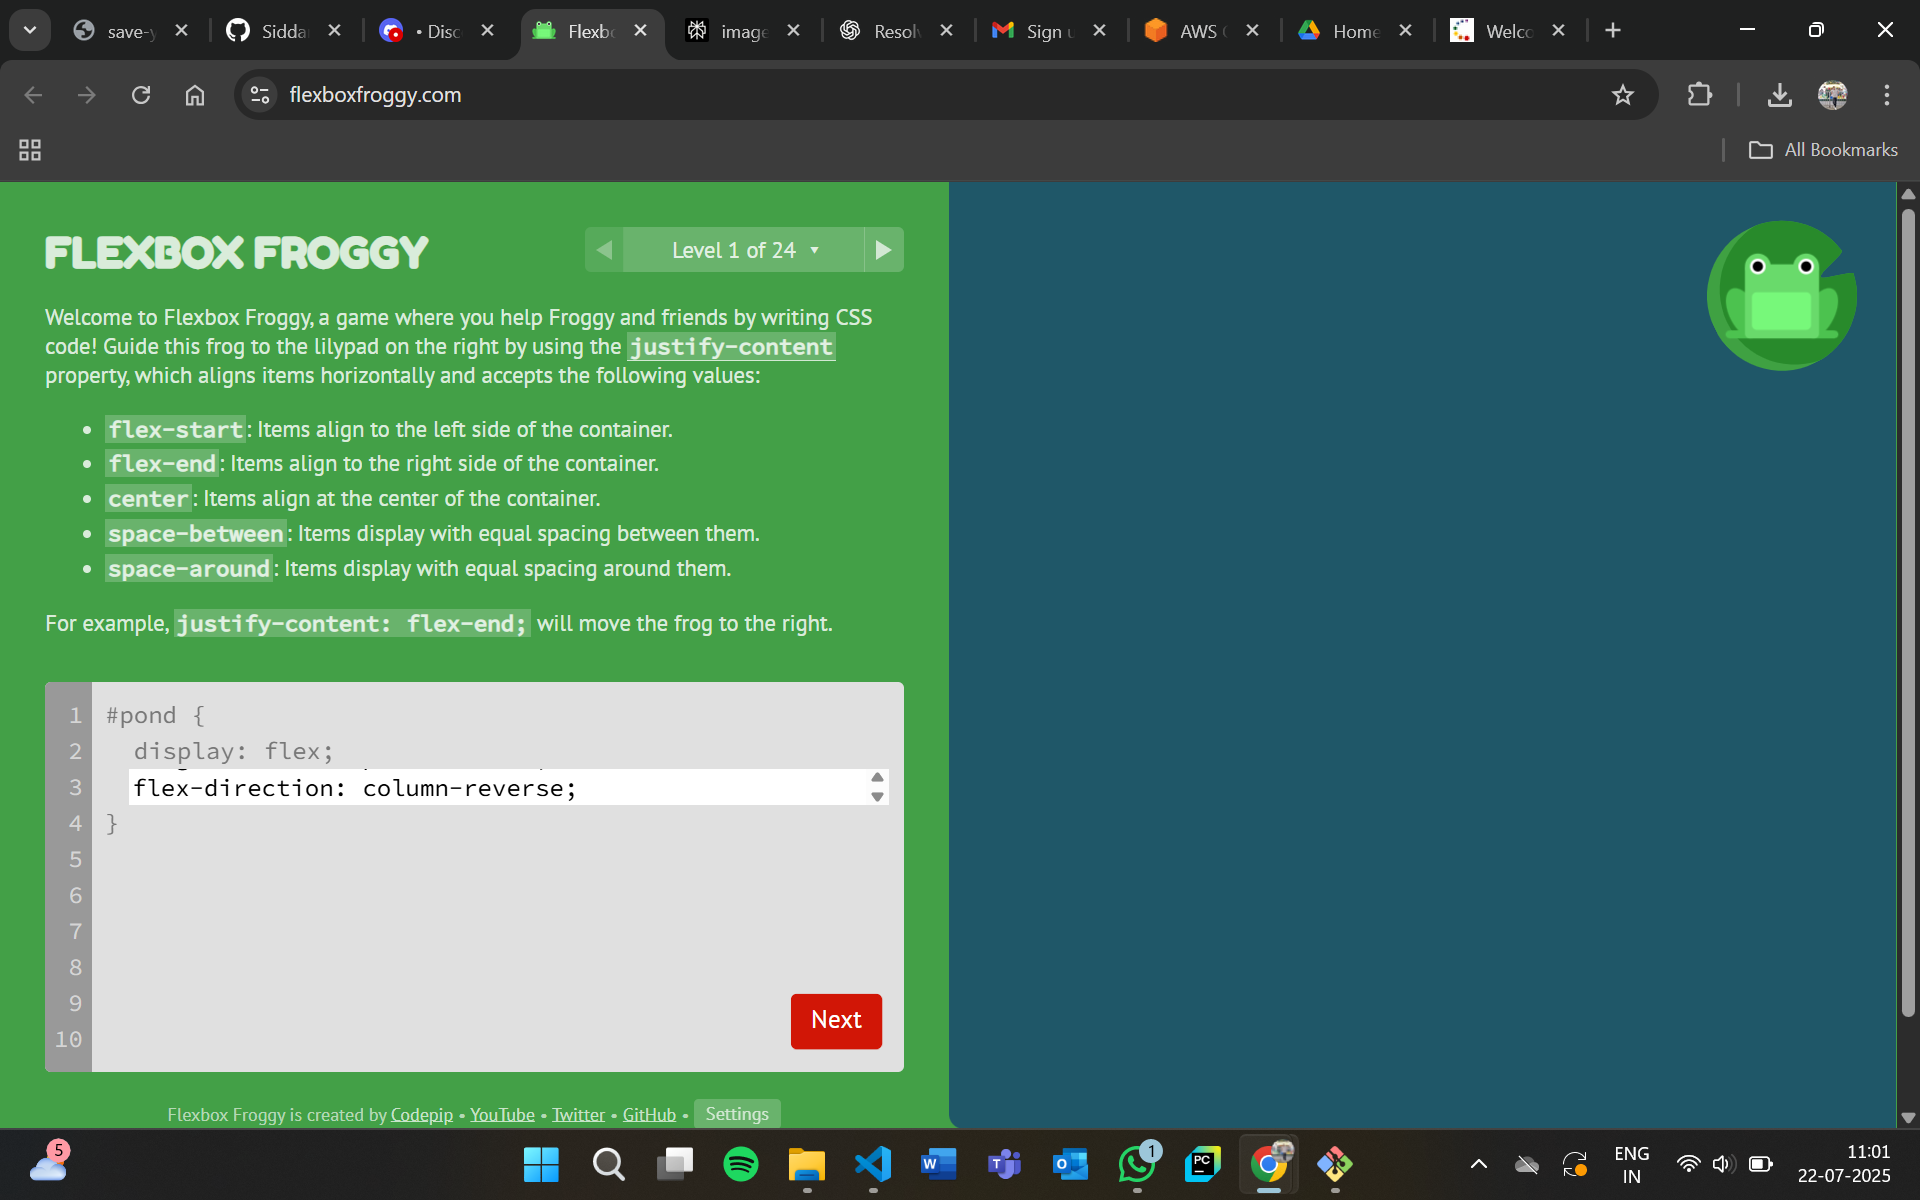 save-y
Sidda
• Disc
Flexbo
image
Resolv
Sign u
AWS
Home
Welco
flexboxfroggy.com
All Bookmarks
FLEXBOX FROGGY
Level 1 of 24 ▼
Welcome to Flexbox Froggy, a game where you help Froggy and friends by writing CSS
code! Guide this frog to the lilypad on the right by using the justify-content
property, which aligns items horizontally and accepts the following values:
• flex-start: Items align to the left side of the container.
• flex-end: Items align to the right side of the container.
• center: Items align at the center of the container.
• space-between: Items display with equal spacing between them.
• space-around: Items display with equal spacing around them.
For example, justify-content: flex-end; will move the frog to the right.
1 #pond {
2 display: flex;
3 flex-direction: column-reverse;
4 }
5
6
7
8
9
10
Next
Flexbox Froggy is created by Codepip • YouTube • Twitter • GitHub • Settings
5
W
T
O
1
PC
ENG
IN
11:01
22-07-2025